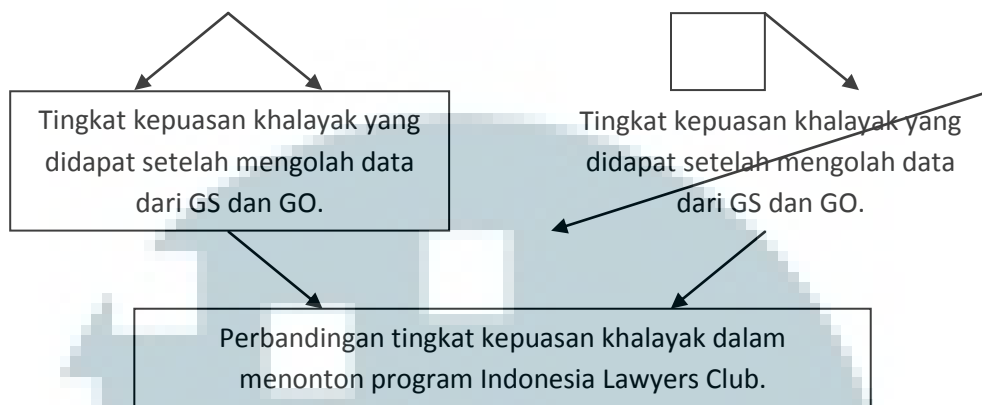 Tingkat kepuasan khalayak yang
didapat setelah mengolah data
dari GS dan GO.
Tingkat kepuasan khalayak yang
didapat setelah mengolah data
dari GS dan GO.
Perbandingan tingkat kepuasan khalayak dalam
menonton program Indonesia Lawyers Club.